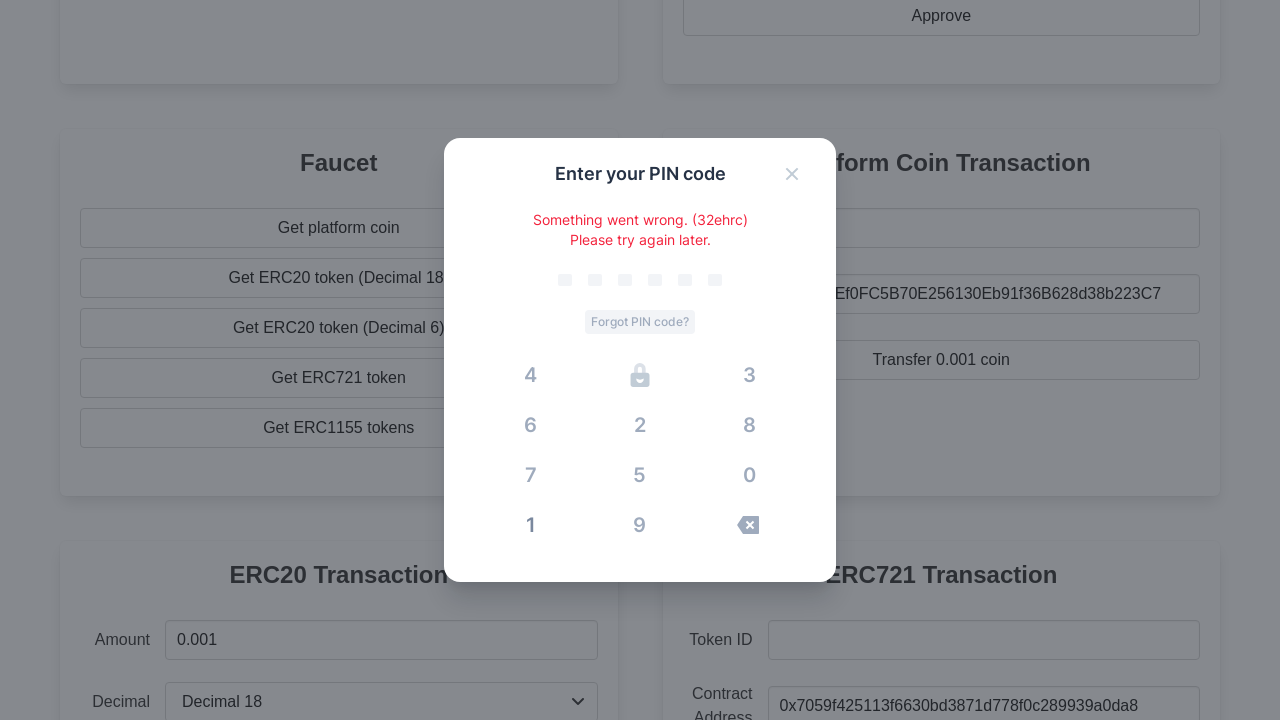 Approve
Faucet
form Coin Transaction
Get platform coin
Get ERC20 token (Decimal 18
Get ERC20 token (Decimal 6)
Get ERC721 token
Get ERC1155 tokens
Ef0FC5B70E256130Eb91f36B628d38b223C7
Transfer 0.001 coin
Enter your PIN code
Something went wrong. (32ehrc)
Please try again later.
Forgot PIN code?
4 3
6 2 8
7 5 0
1 9
ERC20 Transaction
Amount 0.001
Decimal Decimal 18
ERC721 Transaction
Token ID
Contract
Address 0x7059f425113f6630bd3871d778f0c289939a0da8